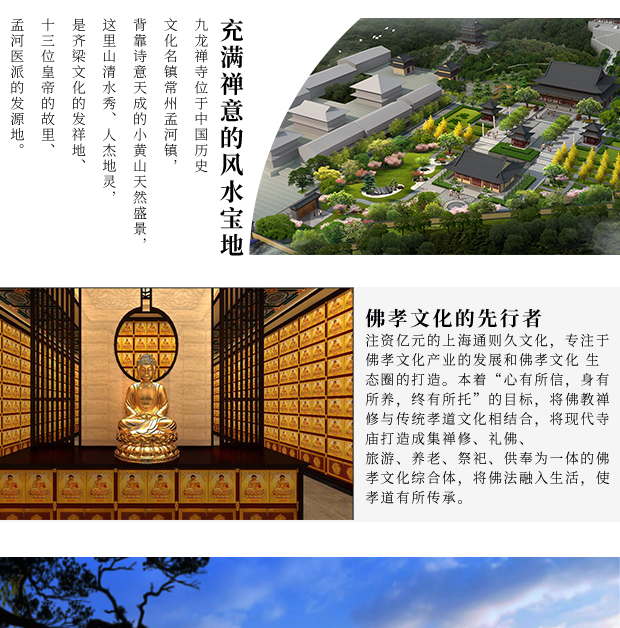 充满禅意的风水宝地
九龙禅寺位于中国历史
文化名镇常州孟河镇，
背靠诗意天成的小黄山天然盛景，
这里山清水秀、人杰地灵，
是齐梁文化的发祥地、
十三位皇帝的故里、
孟河医派的发源地。
佛孝文化的先行者
注资亿元的上海通则久文化，专注于
佛孝文化产业的发展和佛孝文化 生
态圈的打造。本着“心有所信，身有
所养，终有所托”的目标，将佛教禅
修与传统孝道文化相结合，将现代寺
庙打造成集禅修、礼佛、
旅游、养老、祭祀、供奉为一体的佛
孝文化综合体，将佛法融入生活，使
孝道有所传承。